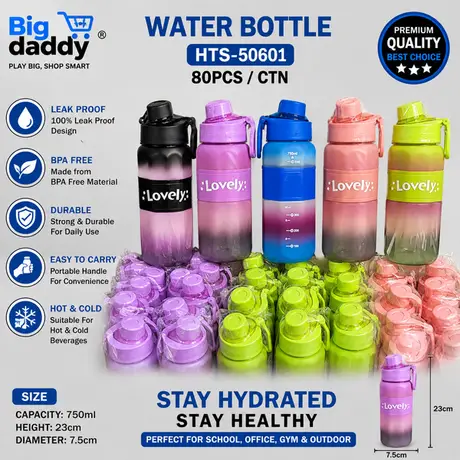 Big
daddy®
PLAY BIG, SHOP SMART
WATER BOTTLE
HTS-50601
80PCS / CTN
PREMIUM
QUALITY
BEST CHOICE
LEAK PROOF
100% Leak Proof
Design
BPA FREE
Made from
BPA Free Material
DURABLE
Strong & Durable
For Daily Use
EASY TO CARRY
Portable Handle
For Convenience
HOT & COLD
Suitable For
Hot & Cold
Beverages
Lovely
Lovely
Lovely
Lovely
SIZE
CAPACITY: 750ml
HEIGHT: 23cm
DIAMETER: 7.5cm
STAY HYDRATED
STAY HEALTHY
PERFECT FOR SCHOOL, OFFICE, GYM & OUTDOOR
Lovely
23cm
7.5cm